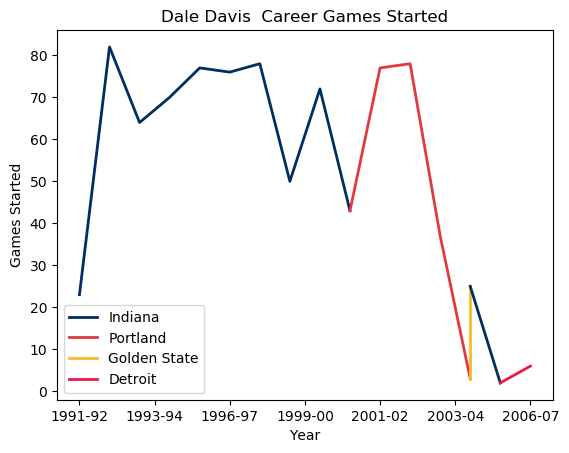 Dale Davis  Career Games Started
Games Started
80
70
60
50
40
30
20
10
0
Indiana
Portland
Golden State
Detroit
1991-92 1993-94 1996-97 1999-00 2001-02 2003-04 2006-07
Year